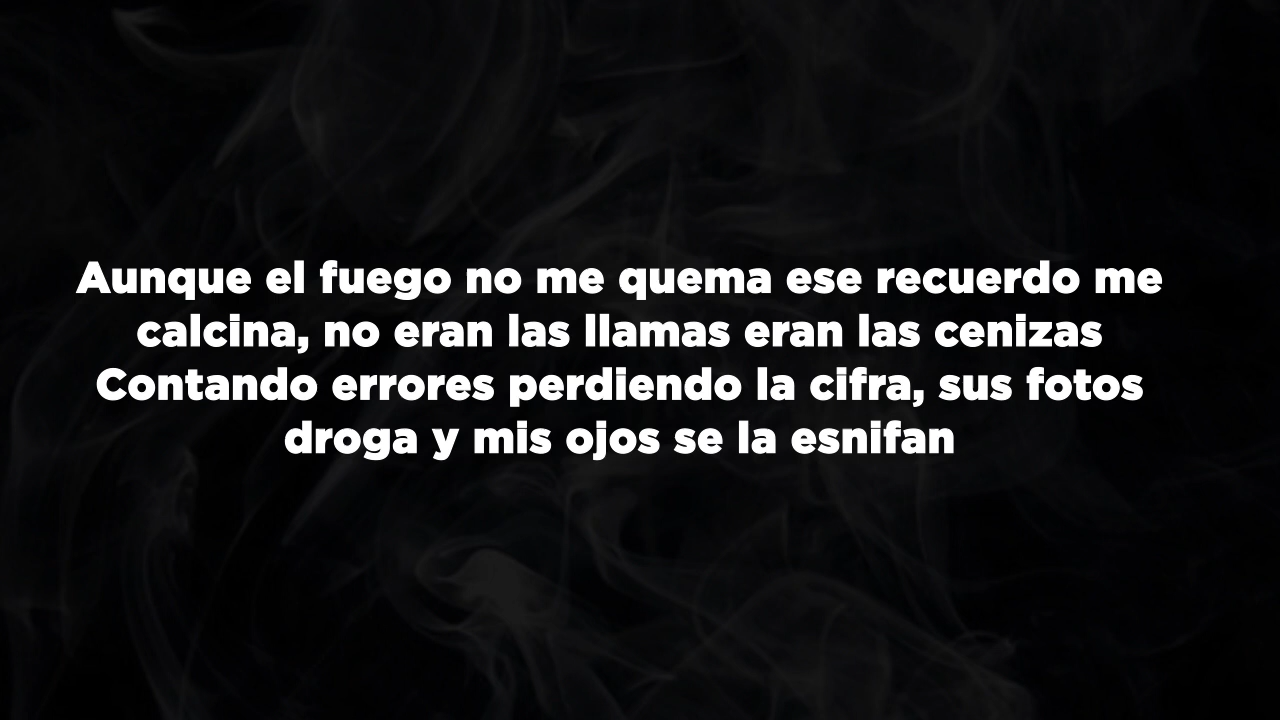 Aunque el fuego no me quema ese recuerdo me
calcina, no eran las llamas eran las cenizas
Contando errores perdiendo la cifra, sus fotos
droga y mis ojos se la esnifan